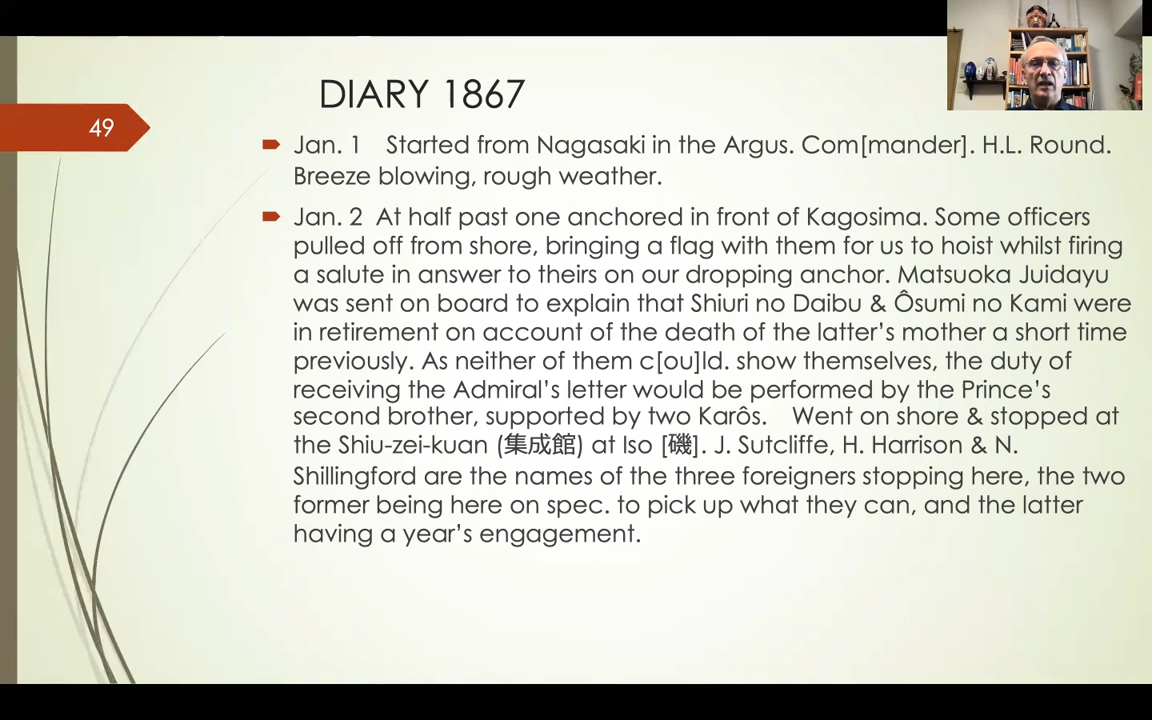 DIARY 1867
49
Jan. 1 Started from Nagasaki in the Argus. Com[mander]. H.L. Round.
Breeze blowing, rough weather.
Jan. 2 At half past one anchored in front of Kagosima. Some officers
pulled off from shore, bringing a flag with them for us to hoist whilst firing
a salute in answer to theirs on our dropping anchor. Matsuoka Juidayu
was sent on board to explain that Shiuri no Daibu & Ôsumi no Kami were
in retirement on account of the death of the latter’s mother a short time
previously. As neither of them c[ou]ld. show themselves, the duty of
receiving the Admiral’s letter would be performed by the Prince’s
second brother, supported by two Karôs. Went on shore & stopped at
the Shiu-zei-kuan (集成館) at Iso [磯]. J. Sutcliffe, H. Harrison & N.
Shillingford are the names of the three foreigners stopping here, the two
former being here on spec. to pick up what they can, and the latter
having a year’s engagement.